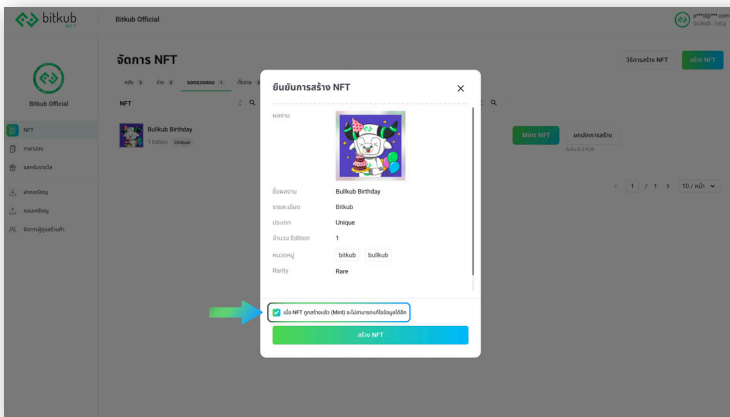 bitkub
NFT
Bitkub Official
จัดการ NFT
วิธีการสร้าง NFT
สร้าง NFT
Bitkub Official
NFT
NFT
Bullkub Birthday
1 Edition Unique
ยืนยันการสร้าง NFT
ผลงาน
ชื่อผลงาน Bullkub Birthday
รายละเอียด Bitkub
ประเภท Unique
จำนวน Edition 1
หมวดหมู่ bitkub bullkub
Rarity Rare
เมื่อ NFT ถูกสร้างแล้ว (Mint) จะไม่สามารถแก้ไขข้อมูลได้อีก
สร้าง NFT
Mint NFT
ยกเลิกการสร้าง
1 / 1
10 / หน้า